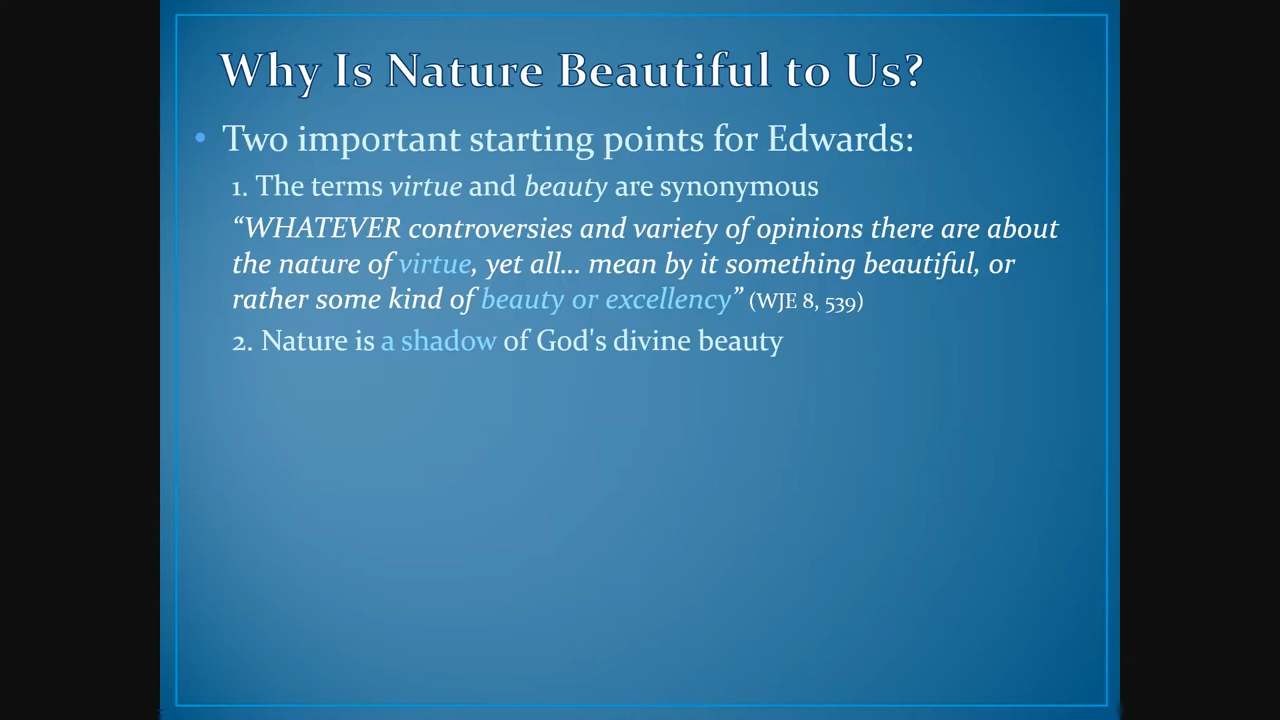 Why Is Nature Beautiful to Us?
• Two important starting points for Edwards:
1. The terms virtue and beauty are synonymous
“WHATEVER controversies and variety of opinions there are about
the nature of virtue, yet all... mean by it something beautiful, or
rather some kind of beauty or excellency” (WJE 8, 539)
2. Nature is a shadow of God's divine beauty